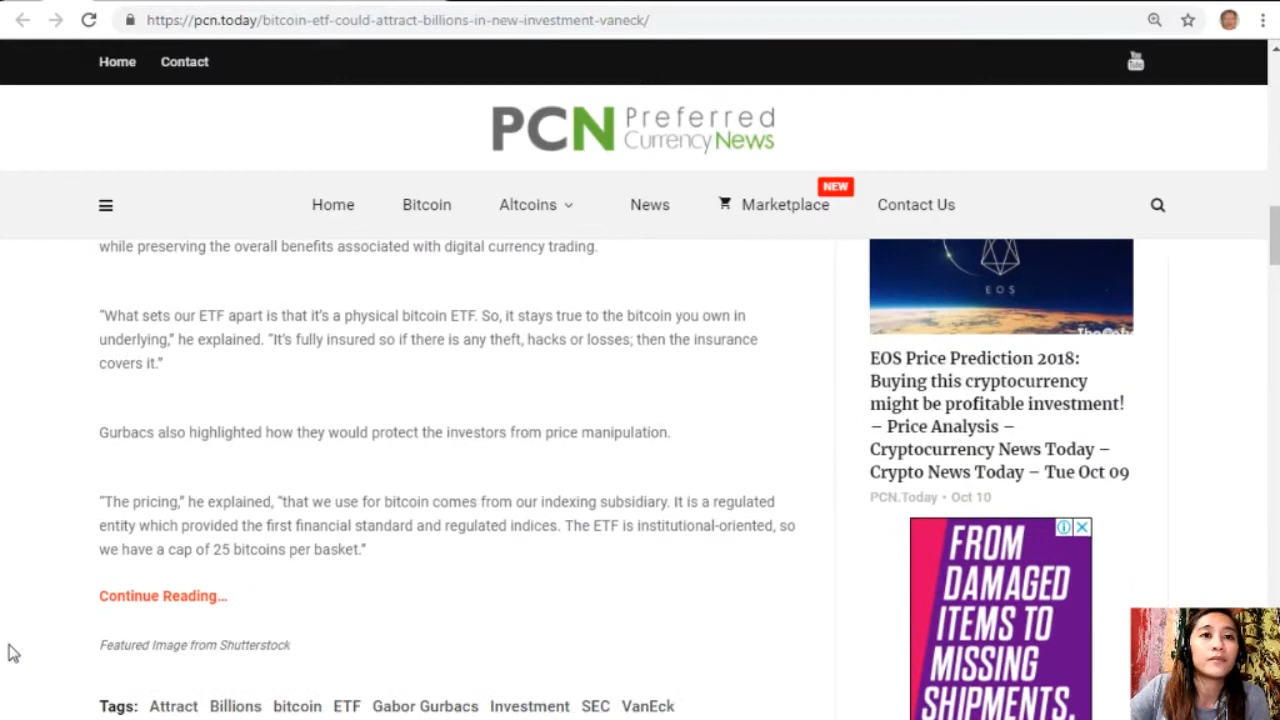 https://pcn.today/bitcoin-etf-could-attract-billions-in-new-investment-vaneck/
Home Contact
You Tube
PCN Preferred
Currency News
Home Bitcoin Altcoins News Marketplace NEW Contact Us
while preserving the overall benefits associated with digital currency trading.
“What sets our ETF apart is that it’s a physical bitcoin ETF. So, it stays true to the bitcoin you own in
underlying,” he explained. “It’s fully insured so if there is any theft, hacks or losses; then the insurance
covers it.”
Gurbacs also highlighted how they would protect the investors from price manipulation.
“The pricing,” he explained, “that we use for bitcoin comes from our indexing subsidiary. It is a regulated
entity which provided the first financial standard and regulated indices. The ETF is institutional-oriented, so
we have a cap of 25 bitcoins per basket.”
Continue Reading…
Featured Image from Shutterstock
Tags: Attract Billions bitcoin ETF Gabor Gurbacs Investment SEC VanEck
EOS
EOS Price Prediction 2018:
Buying this cryptocurrency
might be profitable investment!
– Price Analysis –
Cryptocurrency News Today –
Crypto News Today – Tue Oct 09
PCN.Today • Oct 10
FROM
DAMAGED
ITEMS TO
MISSING
SHIPMENTS,